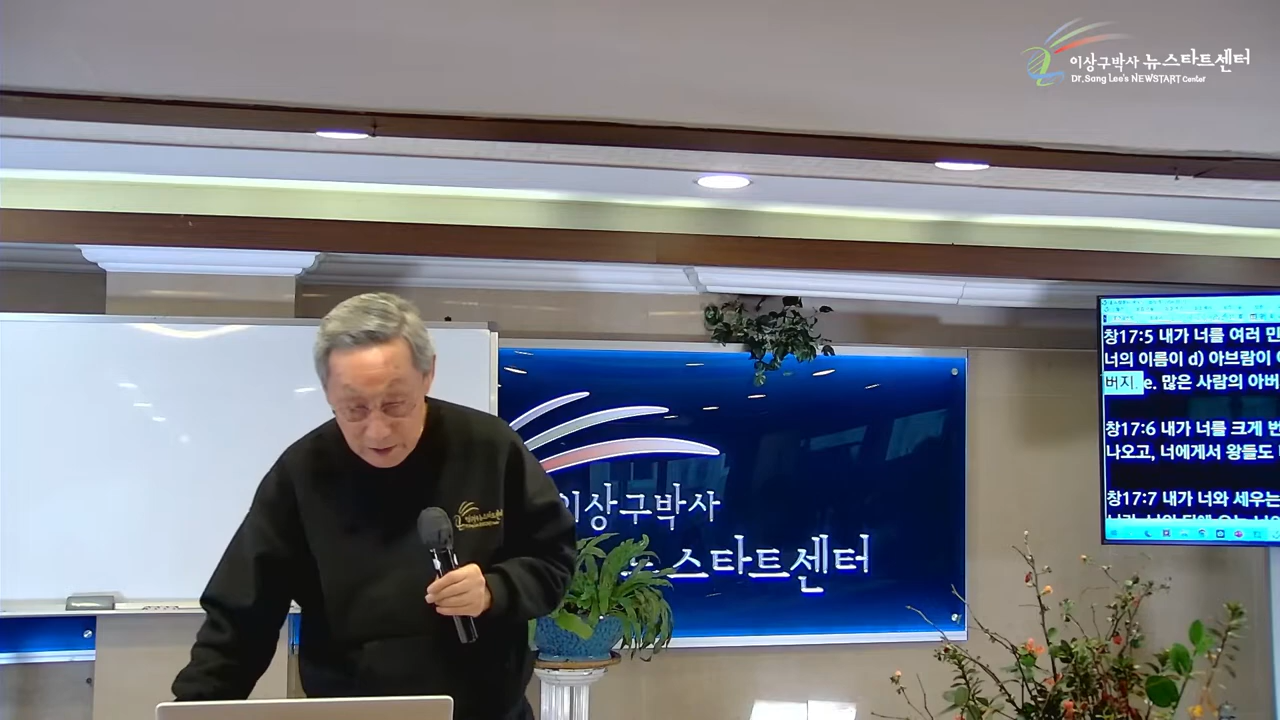 이상구박사 뉴스타트센터
Dr. Sang Lee's NEWSTART Center
창17:5 내가 너를 여러 민
너의 이름이 d) 아브람이
버지. e. 많은 사람의 아버
창17:6 내가 너를 크게 번
나오고, 너에게서 왕들도
창17:7 내가 너와 세우는
이상구박사
뉴스타트센터